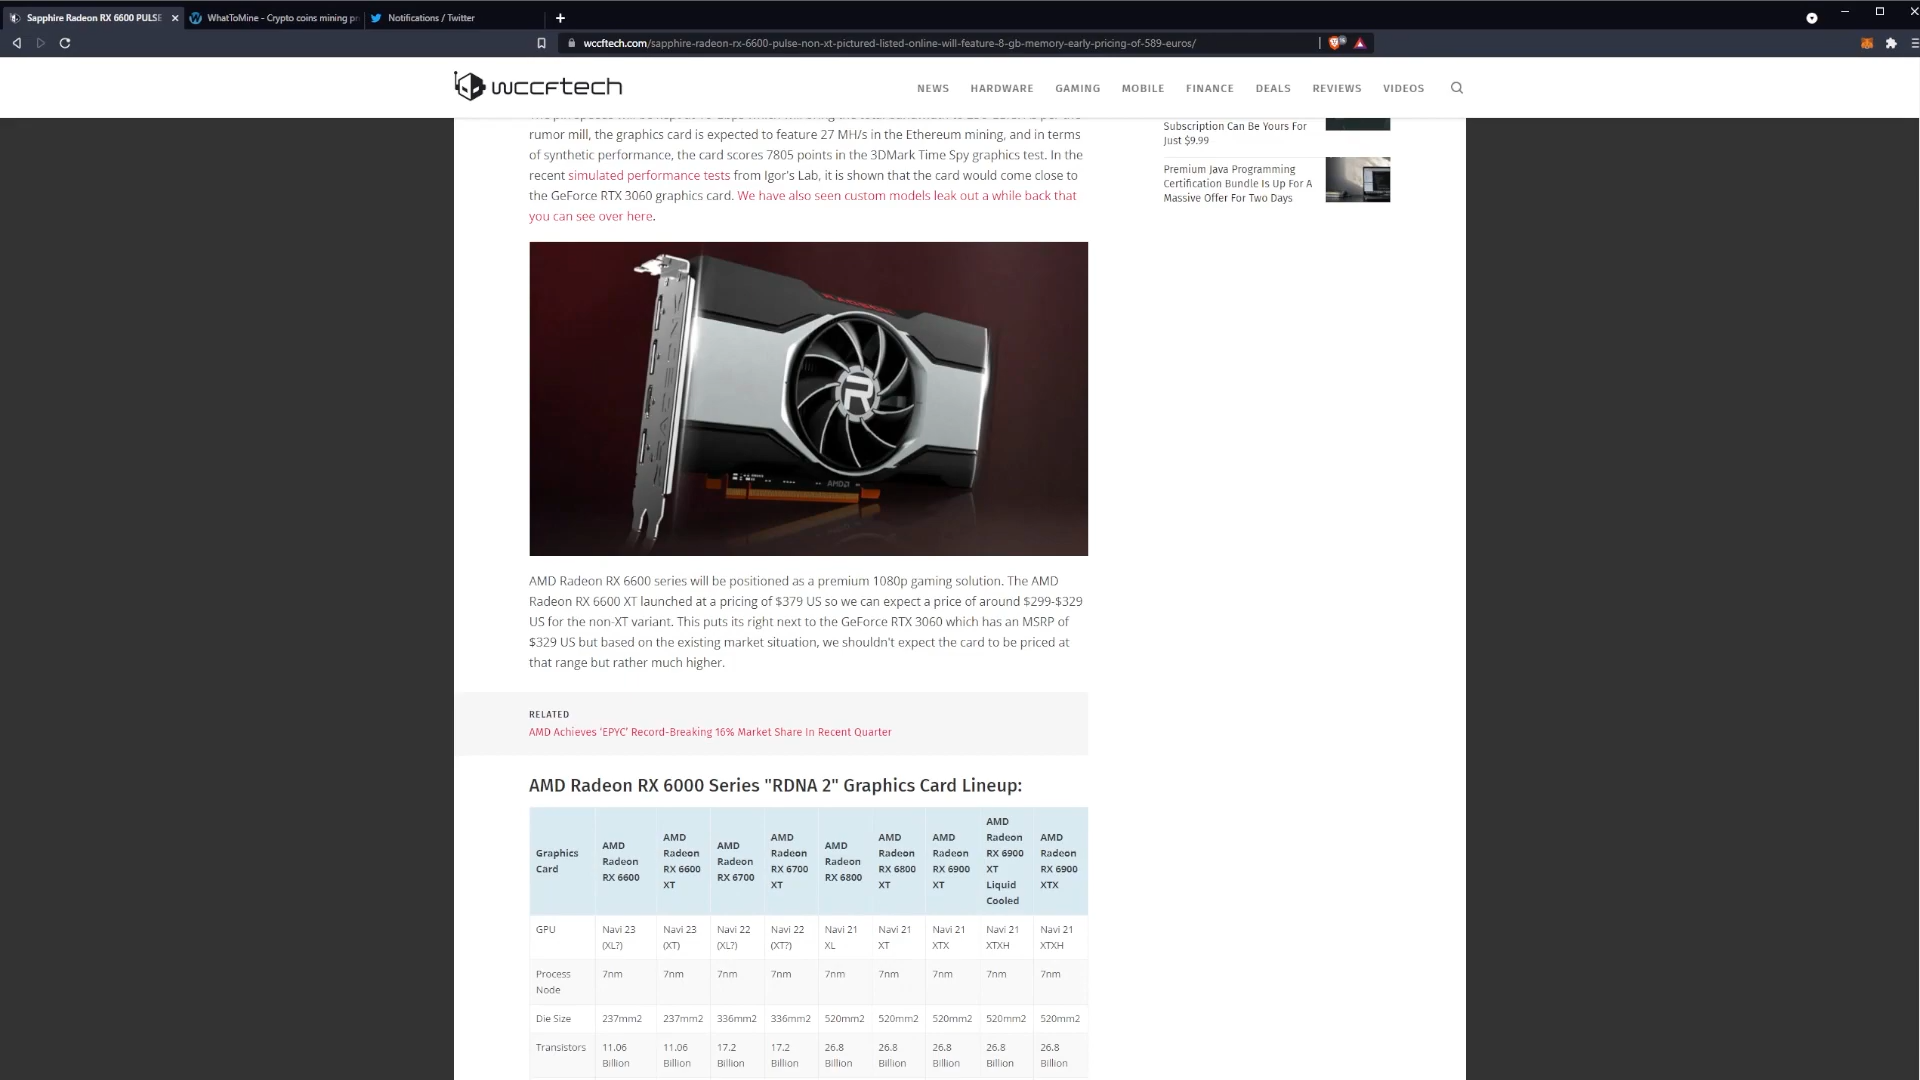 Sapphire Radeon RX 6600 PULSE
WhatToMine - Crypto coins mining pr
Notifications / Twitter
wccftech.com/sapphire-radeon-rx-6600-pulse-non-xt-pictured-listed-online-will-feature-8-gb-memory-early-pricing-of-589-euros/
wccftech
NEWS HARDWARE GAMING MOBILE FINANCE DEALS REVIEWS VIDEOS
rumor mill, the graphics card is expected to feature 27 MH/s in the Ethereum mining, and in terms
of synthetic performance, the card scores 7805 points in the 3DMark Time Spy graphics test. In the
recent simulated performance tests from Igor's Lab, it is shown that the card would come close to
the GeForce RTX 3060 graphics card. We have also seen custom models leak out a while back that
you can see over here.
Subscription Can Be Yours For
Just $9.99
Premium Java Programming
Certification Bundle Is Up For A
Massive Offer For Two Days
RADEON
R
AMD
AMD Radeon RX 6600 series will be positioned as a premium 1080p gaming solution. The AMD
Radeon RX 6600 XT launched at a pricing of $379 US so we can expect a price of around $299-$329
US for the non-XT variant. This puts its right next to the GeForce RTX 3060 which has an MSRP of
$329 US but based on the existing market situation, we shouldn't expect the card to be priced at
that range but rather much higher.
RELATED
AMD Achieves 'EPYC' Record-Breaking 16% Market Share In Recent Quarter
AMD Radeon RX 6000 Series "RDNA 2" Graphics Card Lineup:
Graphics Card AMD Radeon RX 6600 AMD Radeon RX 6600 XT AMD Radeon RX 6700 AMD Radeon RX 6700 XT AMD Radeon RX 6800 AMD Radeon RX 6800 XT AMD Radeon RX 6900 XT AMD Radeon RX 6900 XT Liquid Cooled AMD Radeon RX 6900 XTX
GPU Navi 23 (XL?) Navi 23 (XT) Navi 22 (XL?) Navi 22 (XT?) Navi 21 XL Navi 21 XT Navi 21 XTX Navi 21 XTXH Navi 21 XTXH
Process Node 7nm 7nm 7nm 7nm 7nm 7nm 7nm 7nm 7nm
Die Size 237mm2 237mm2 336mm2 336mm2 520mm2 520mm2 520mm2 520mm2 520mm2
Transistors 11.06 Billion 11.06 Billion 17.2 Billion 17.2 Billion 26.8 Billion 26.8 Billion 26.8 Billion 26.8 Billion 26.8 Billion